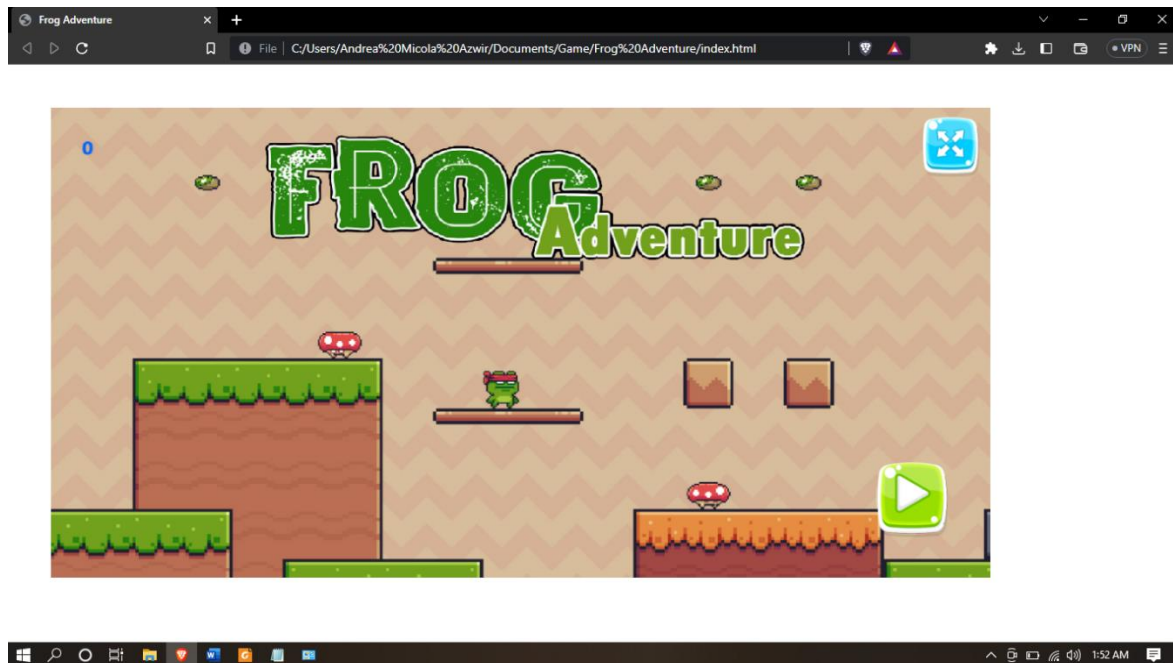 Frog Adventure
File | C:/Users/Andrea%20Micola%20Azwir/Documents/Game/Frog%20Adventure/index.html
VPN
0
FROG
Adventure
1:52 AM